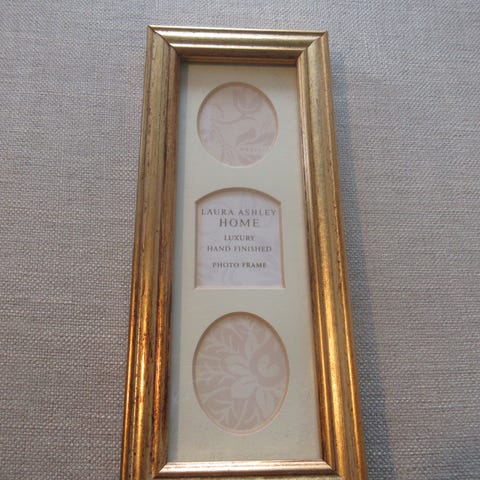 LAURA ASHLEY
HOME
LUXURY
HAND FINISHED
PHOTO FRAME